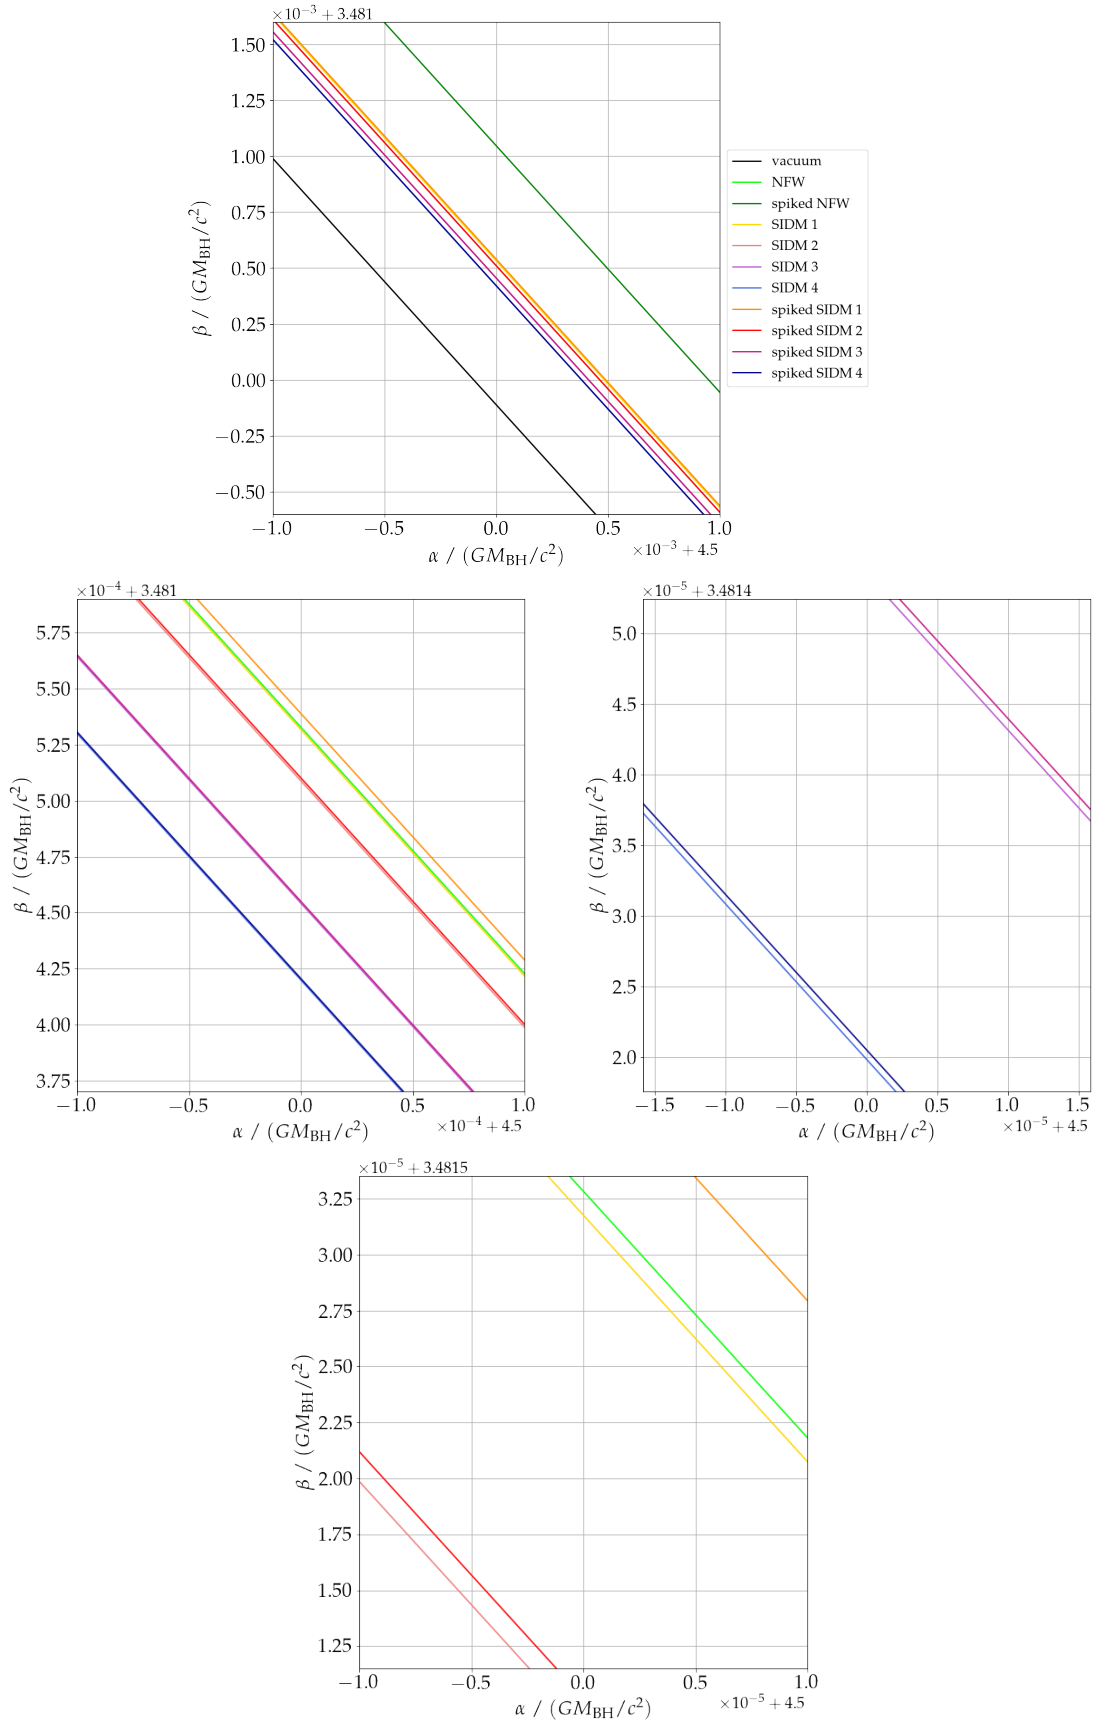 ×10⁻³ + 3.481
1.50
1.25
1.00
0.75
0.50
0.25
0.00
−0.25
−0.50
β / (GM_BH/c²)
−1.0 −0.5 0.0 0.5 1.0
α / (GM_BH/c²)
×10⁻³ + 4.5
vacuum
NFW
spiked NFW
SIDM 1
SIDM 2
SIDM 3
SIDM 4
spiked SIDM 1
spiked SIDM 2
spiked SIDM 3
spiked SIDM 4
×10⁻⁴ + 3.481
5.75
5.50
5.25
5.00
4.75
4.50
4.25
4.00
3.75
β / (GM_BH/c²)
−1.0 −0.5 0.0 0.5 1.0
α / (GM_BH/c²)
×10⁻⁴ + 4.5
×10⁻⁵ + 3.4814
5.0
4.5
4.0
3.5
3.0
2.5
2.0
β / (GM_BH/c²)
−1.5 −1.0 −0.5 0.0 0.5 1.0 1.5
α / (GM_BH/c²)
×10⁻⁵ + 4.5
×10⁻⁵ + 3.4815
3.25
3.00
2.75
2.50
2.25
2.00
1.75
1.50
1.25
β / (GM_BH/c²)
−1.0 −0.5 0.0 0.5 1.0
α / (GM_BH/c²)
×10⁻⁵ + 4.5